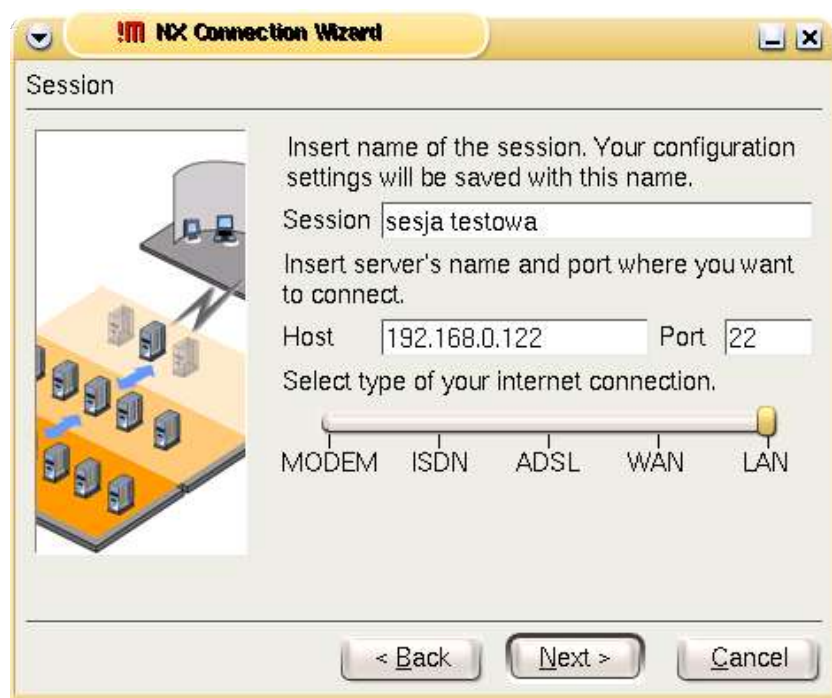 !M NX Connection Wizard
Session
Insert name of the session. Your configuration
settings will be saved with this name.
Session sesja testowa
Insert server's name and port where you want
to connect.
Host 192.168.0.122 Port 22
Select type of your internet connection.
MODEM ISDN ADSL WAN LAN
< Back Next > Cancel